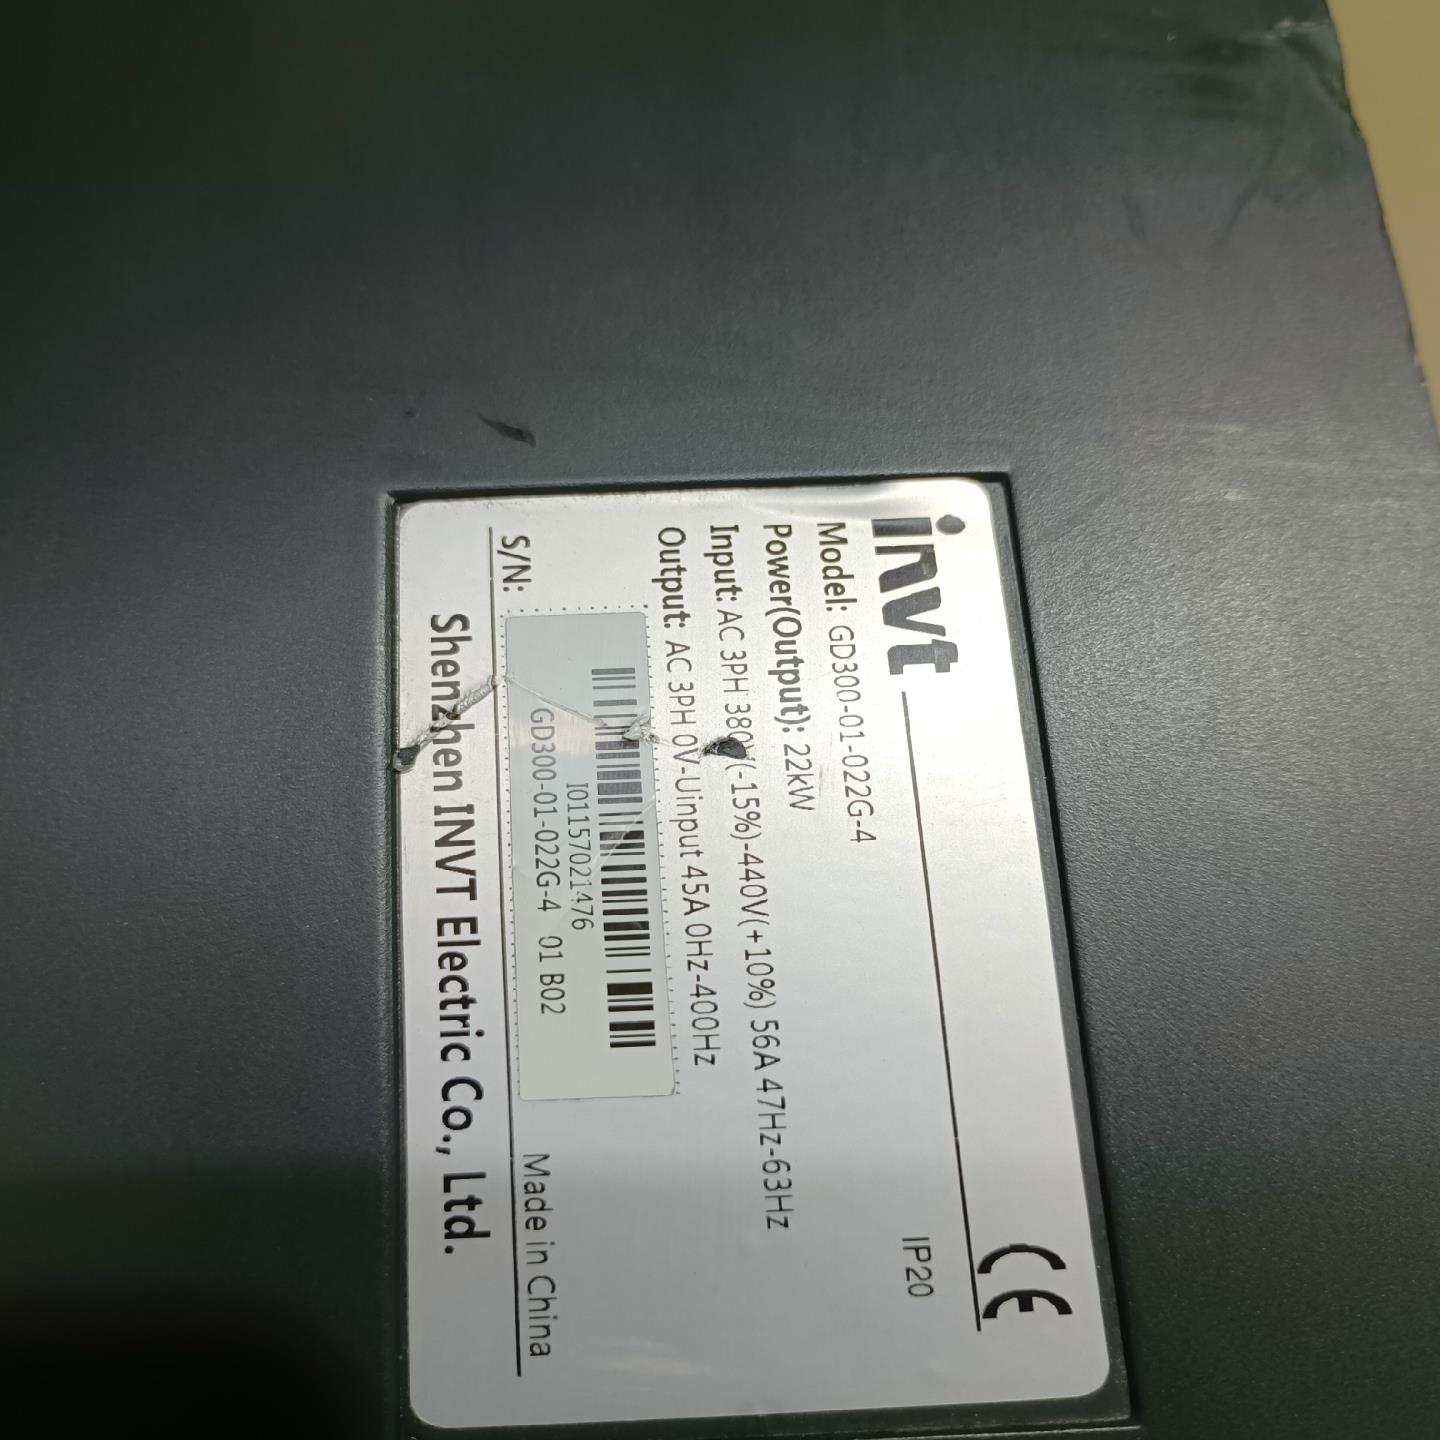 invt
CE
Model: GD300-01-022G-4
IP20
Power(Output): 22kW
Input: AC 3PH 380V(-15%)-440V(+10%) 56A 47Hz-63Hz
Output: AC 3PH 0V-Uinput 45A 0Hz-400Hz
S/N:
I01157021476
GD300-01-022G-4 01 B02
Made in China
Shenzhen INVT Electric Co., Ltd.